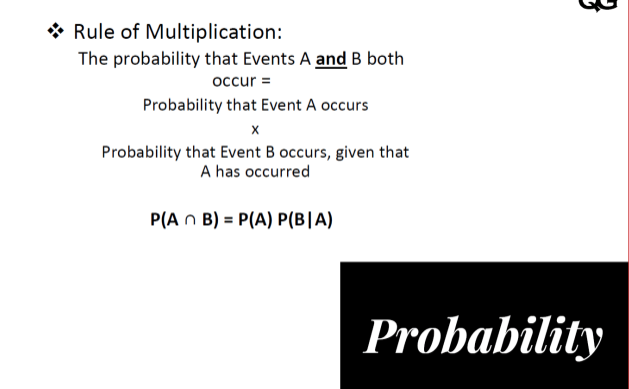 ❖ Rule of Multiplication:
The probability that Events A and B both
occur =
Probability that Event A occurs
x
Probability that Event B occurs, given that
A has occurred
P(A ∩ B) = P(A) P(B|A)
Probability